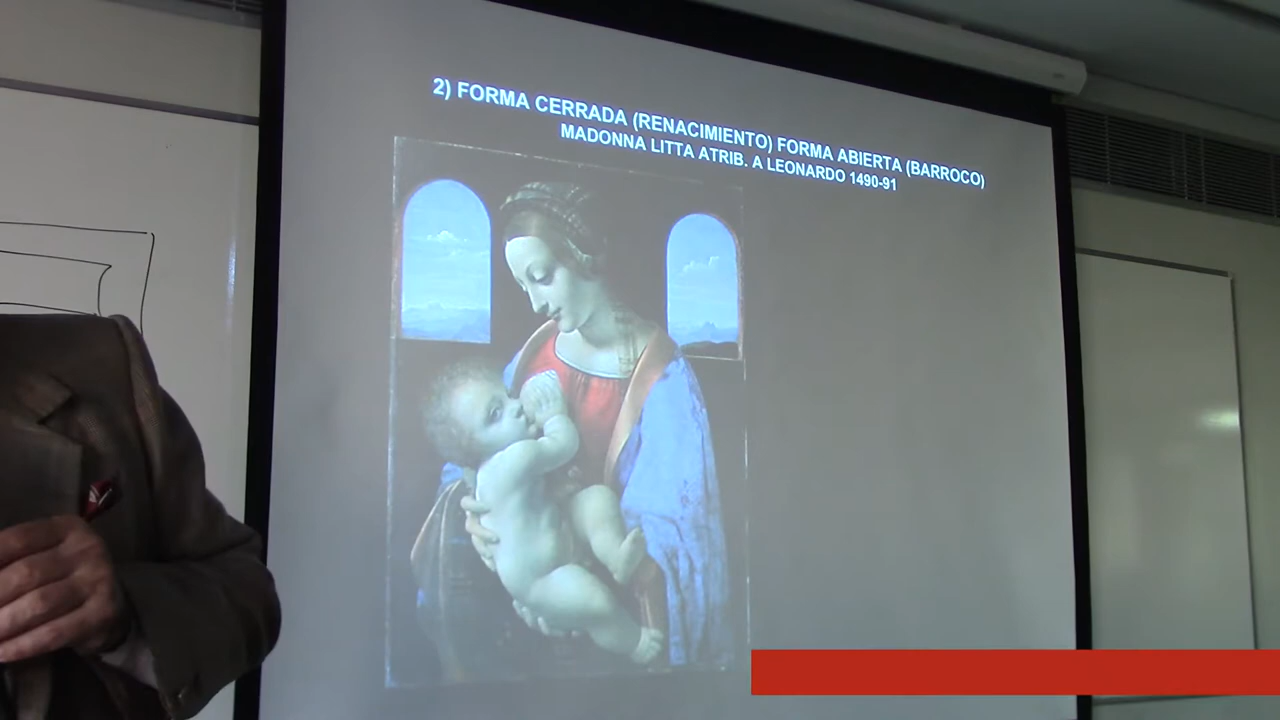 2) FORMA CERRADA (RENACIMIENTO) FORMA ABIERTA (BARROCO)
MADONNA LITTA ATRIB. A LEONARDO 1490-91